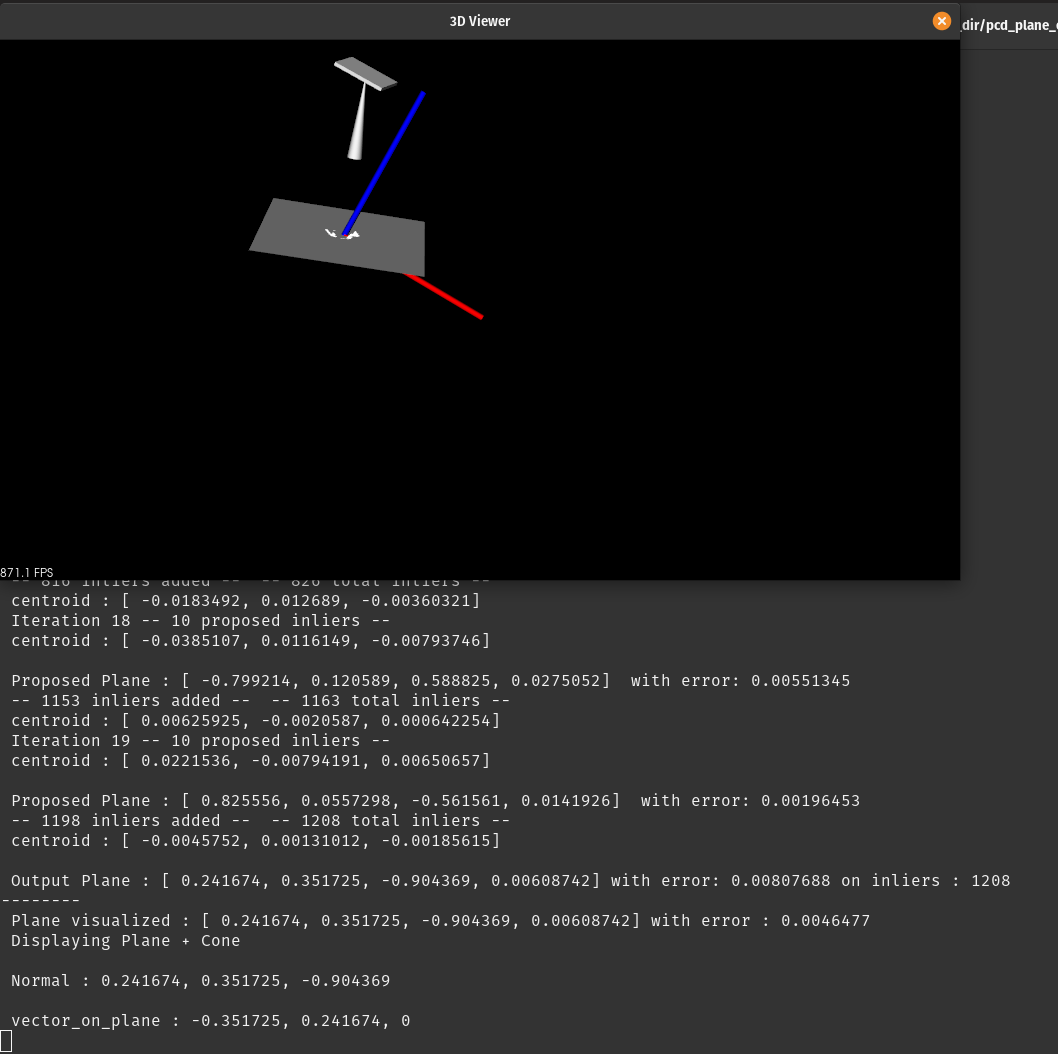 3D Viewer
_dir/pcd_plane_
871.1 FPS
-- 816 inliers added -- -- 826 total inliers --
centroid : [ -0.0183492, 0.012689, -0.00360321]
Iteration 18 -- 10 proposed inliers --
centroid : [ -0.0385107, 0.0116149, -0.00793746]
Proposed Plane : [ -0.799214, 0.120589, 0.588825, 0.0275052] with error: 0.00551345
-- 1153 inliers added -- -- 1163 total inliers --
centroid : [ 0.00625925, -0.0020587, 0.000642254]
Iteration 19 -- 10 proposed inliers --
centroid : [ 0.0221536, -0.00794191, 0.00650657]
Proposed Plane : [ 0.825556, 0.0557298, -0.561561, 0.0141926] with error: 0.00196453
-- 1198 inliers added -- -- 1208 total inliers --
centroid : [ -0.0045752, 0.00131012, -0.00185615]
Output Plane : [ 0.241674, 0.351725, -0.904369, 0.00608742] with error: 0.00807688 on inliers : 1208
--------
Plane visualized : [ 0.241674, 0.351725, -0.904369, 0.00608742] with error : 0.0046477
Displaying Plane + Cone
Normal : 0.241674, 0.351725, -0.904369
vector_on_plane : -0.351725, 0.241674, 0